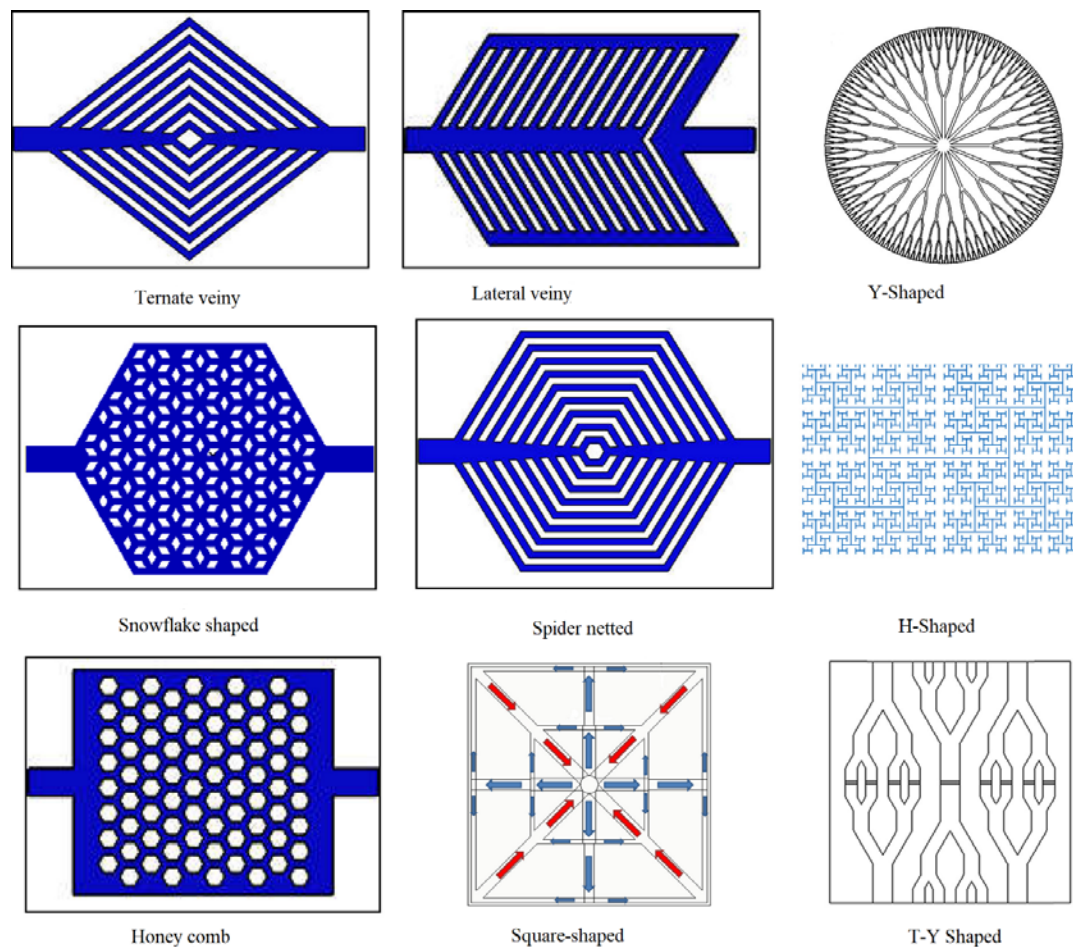 Ternate veiny
Lateral veiny
Y-Shaped
Snowflake shaped
Spider netted
H-Shaped
Honey comb
Square-shaped
T-Y Shaped